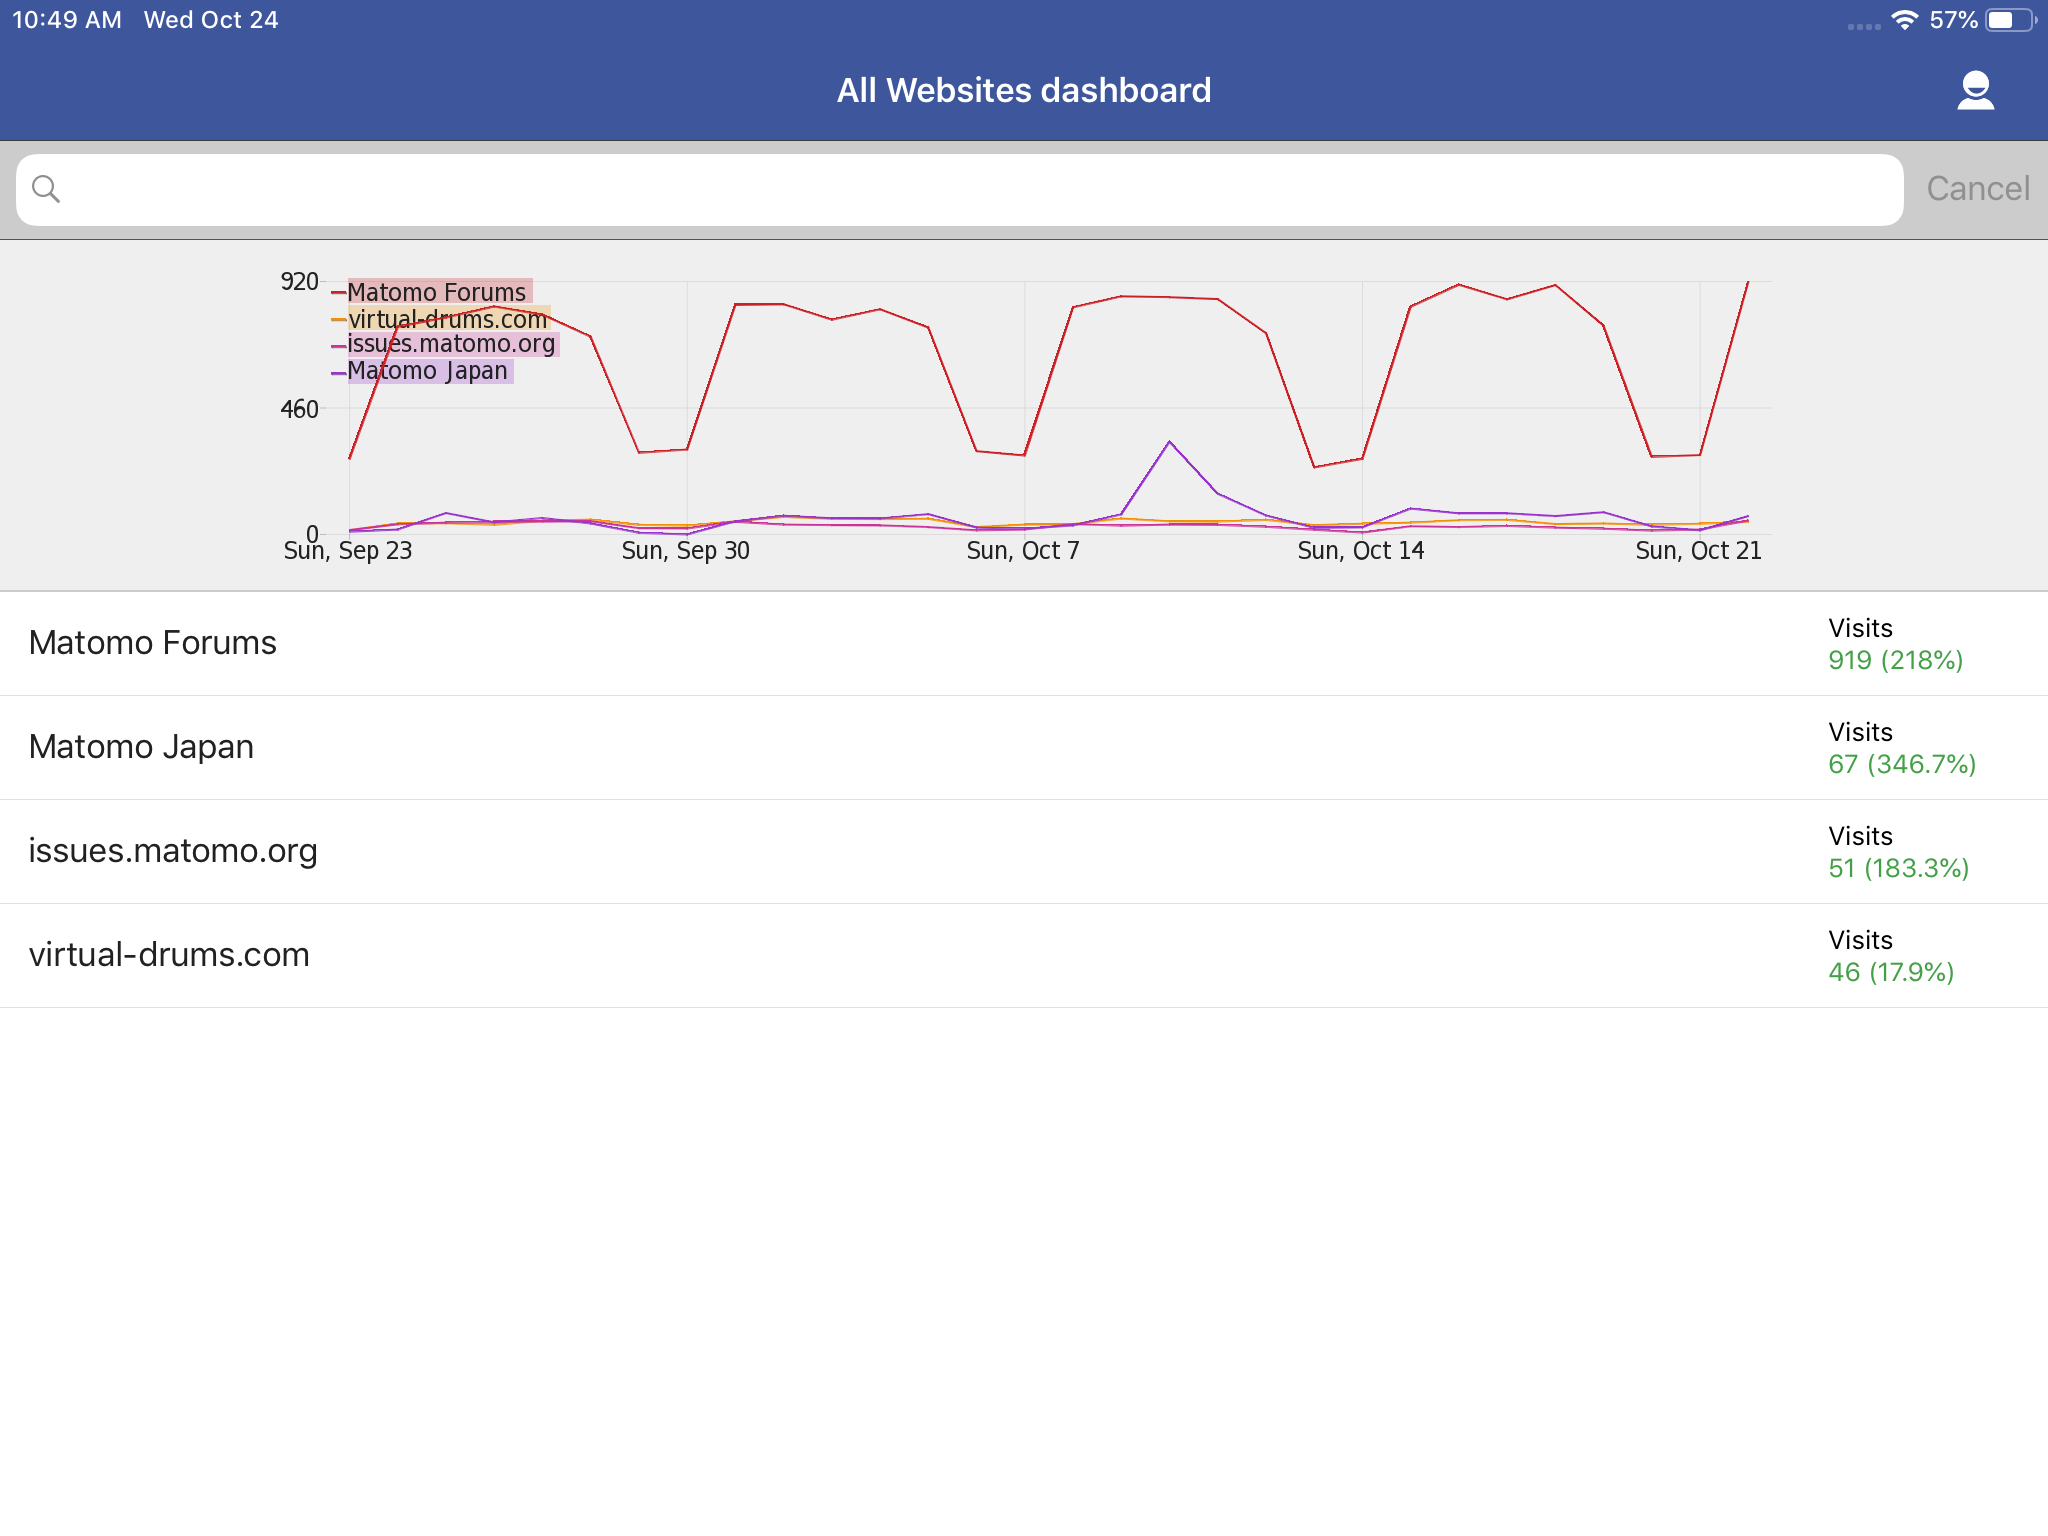 10:49 AM Wed Oct 24 57%
All Websites dashboard
Cancel
920
Matomo Forums
virtual-drums.com
issues.matomo.org
Matomo Japan
460
0
Sun, Sep 23 Sun, Sep 30 Sun, Oct 7 Sun, Oct 14 Sun, Oct 21
Matomo Forums
Visits
919 (218%)
Matomo Japan
Visits
67 (346.7%)
issues.matomo.org
Visits
51 (183.3%)
virtual-drums.com
Visits
46 (17.9%)